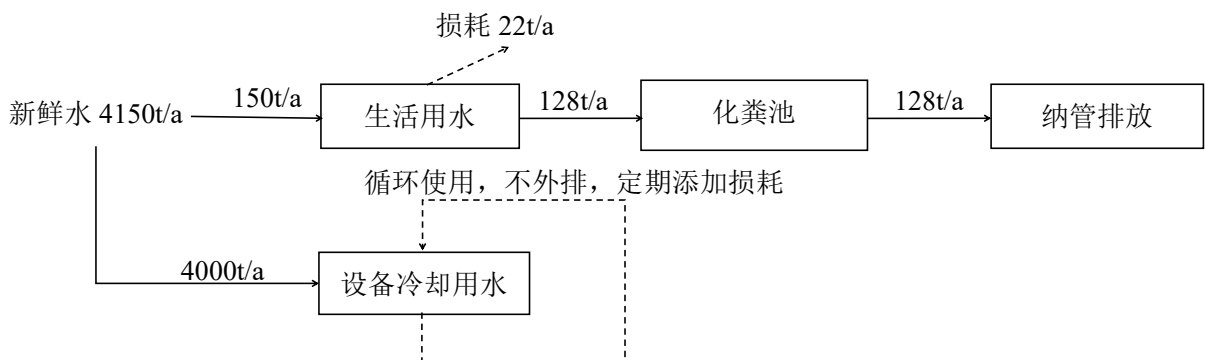 损耗 22t/a
新鲜水 4150t/a
150t/a
生活用水
128t/a
化粪池
128t/a
纳管排放
循环使用，不外排，定期添加损耗
4000t/a
设备冷却用水